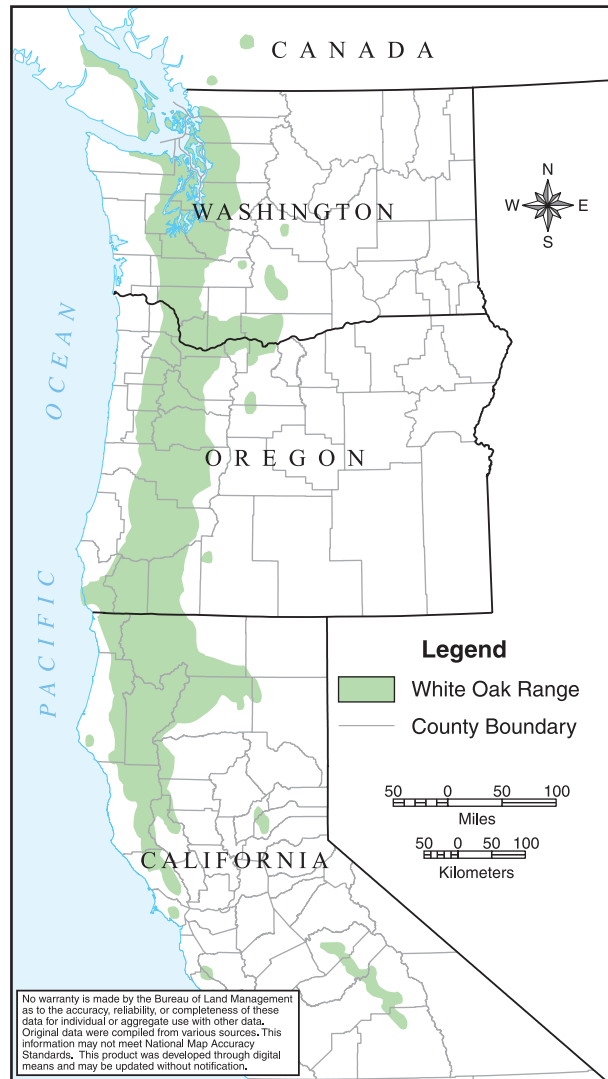 CANADA
N
W E
S
WASHINGTON
OCEAN
OREGON
PACIFIC
Legend
White Oak Range
County Boundary
50 0 50 100
Miles
50 0 50 100
Kilometers
CALIFORNIA
No warranty is made by the Bureau of Land Management
as to the accuracy, reliability, or completeness of these
data for individual or aggregate use with other data.
Original data were compiled from various sources. This
information may not meet National Map Accuracy
Standards. This product was developed through digital
means and may be updated without notification.